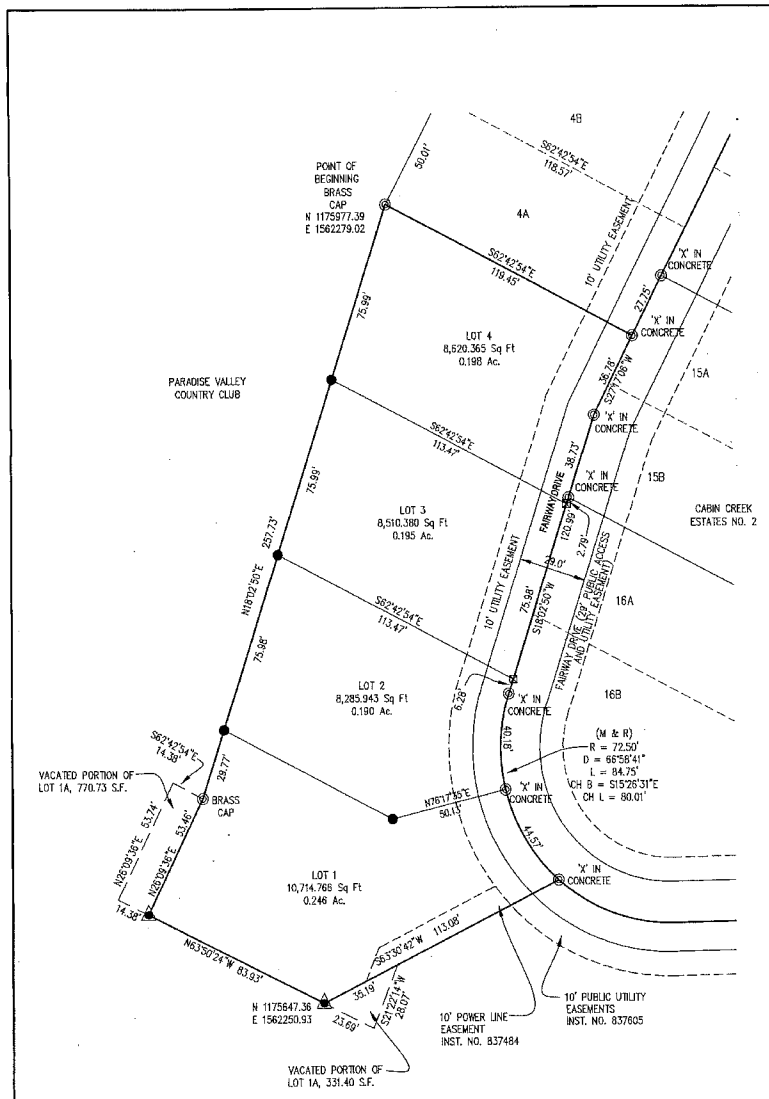 4B
50.01'
S62°42'54"E
118.57'
POINT OF
BEGINNING
BRASS
CAP
N 1175977.39
E 1562279.02
4A
10' UTILITY EASEMENT
S62°42'54"E
119.45'
'X' IN
CONCRETE
27.75'
'X' IN
CONCRETE
75.99'
LOT 4
8,620.365 Sq Ft
0.198 Ac.
36.78'
S27°17'06"W
15A
PARADISE VALLEY
COUNTRY CLUB
'X' IN
CONCRETE
S62°42'54"E
113.47'
38.73'
'X' IN
CONCRETE
FAIRWAY DRIVE
15B
CABIN CREEK
ESTATES NO. 2
75.99'
LOT 3
8,510.380 Sq Ft
0.195 Ac.
120.99'
2.79'
257.73'
N18°02'50"E
10' UTILITY EASEMENT
29.0'
75.98'
S18°02'50"W
16A
FAIRWAY DRIVE (29' PUBLIC ACCESS
AND UTILITY EASEMENT)
S62°42'54"E
113.47'
75.98'
LOT 2
8,285.943 Sq Ft
0.190 Ac.
6.28'
'X' IN
CONCRETE
16B
40.18'
(M & R)
R = 72.50'
D = 66°58'41"
L = 84.75'
CH B = S15°26'31"E
CH L = 80.01'
S62°42'54"E
14.38'
VACATED PORTION OF
LOT 1A, 770.73 S.F.
29.77'
BRASS
CAP
'X' IN
CONCRETE
50.13'
44.57'
N26°09'36"E
53.74'
N26°09'36"E
53.46'
LOT 1
10,714.766 Sq Ft
0.246 Ac.
'X' IN
CONCRETE
14.38'
N63°50'24"W 83.93'
S63°30'42"W 113.08'
35.19'
S21°22'14"W
28.07'
N 1175647.36
E 1562250.93
23.69'
10' POWER LINE
EASEMENT
INST. NO. 837484
10' PUBLIC UTILITY
EASEMENTS
INST. NO. 837605
VACATED PORTION OF
LOT 1A, 331.40 S.F.